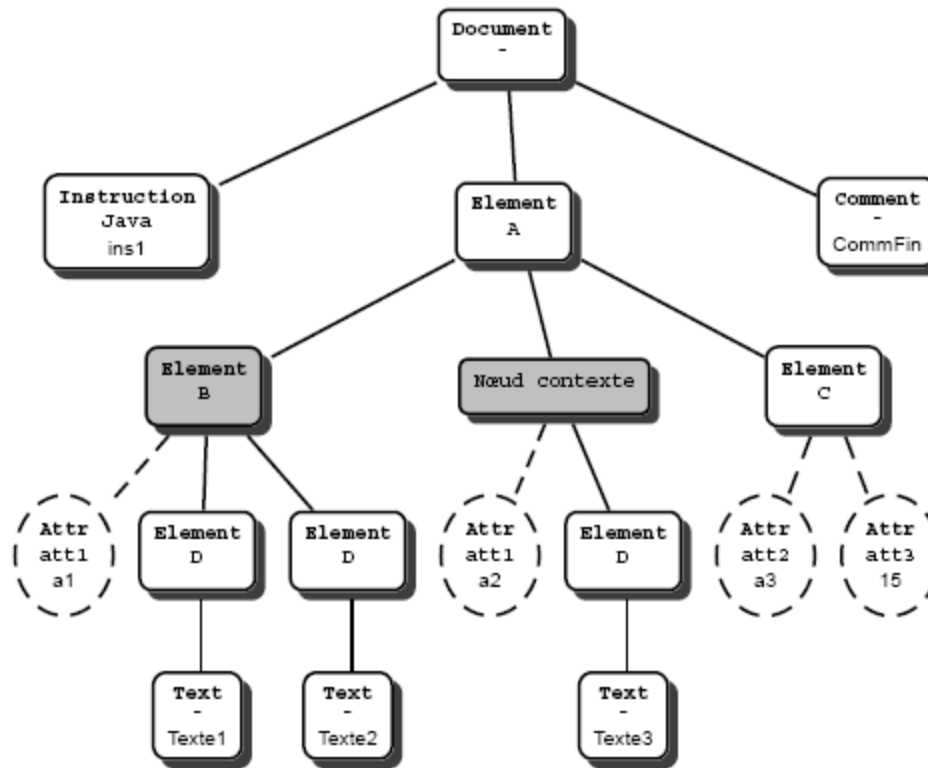 Document
-
Instruction
Java
ins1
Element
A
Comment
-
CommFin
Element
B
Nœud contexte
Element
C
Attr
att1
a1
Element
D
Element
D
Attr
att1
a2
Element
D
Attr
att2
a3
Attr
att3
15
Text
-
Texte1
Text
-
Texte2
Text
-
Texte3